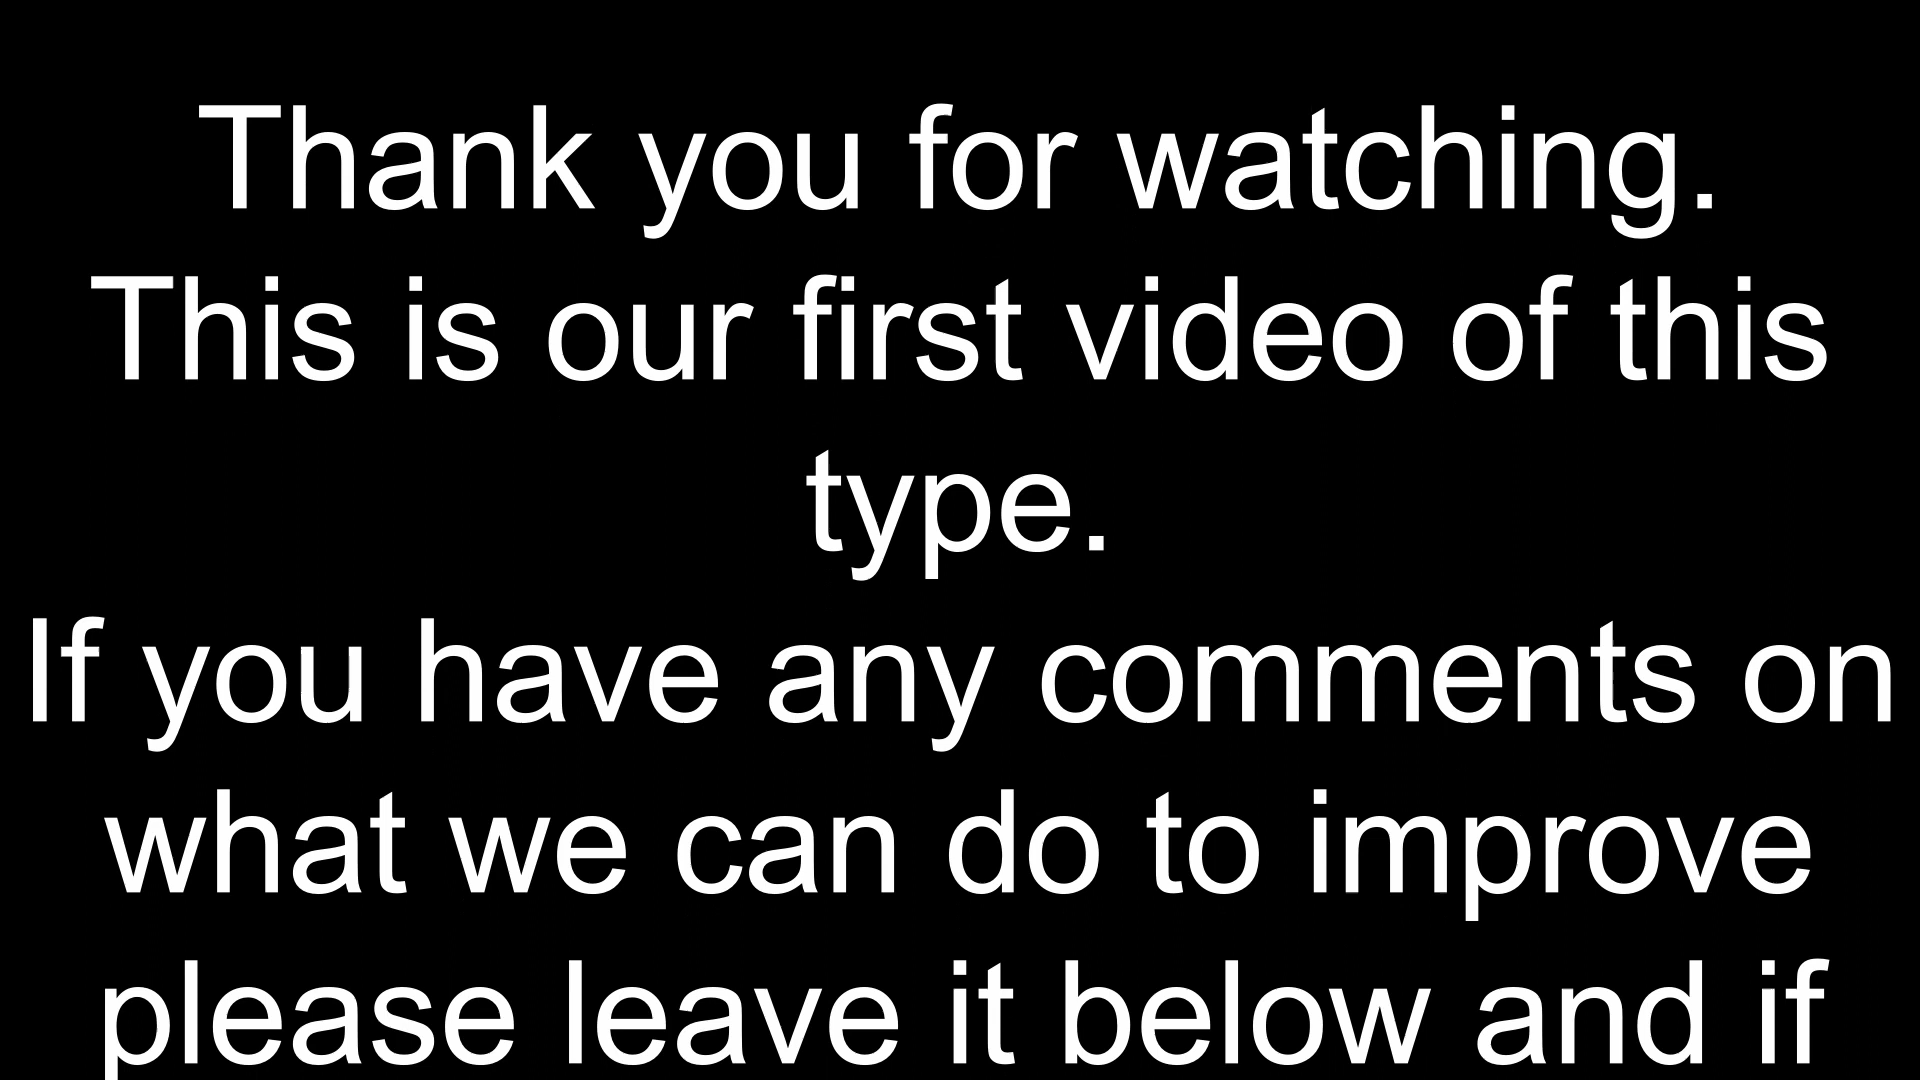 Thank you for watching.
This is our first video of this
type.
If you have any comments on
what we can do to improve
please leave it below and if